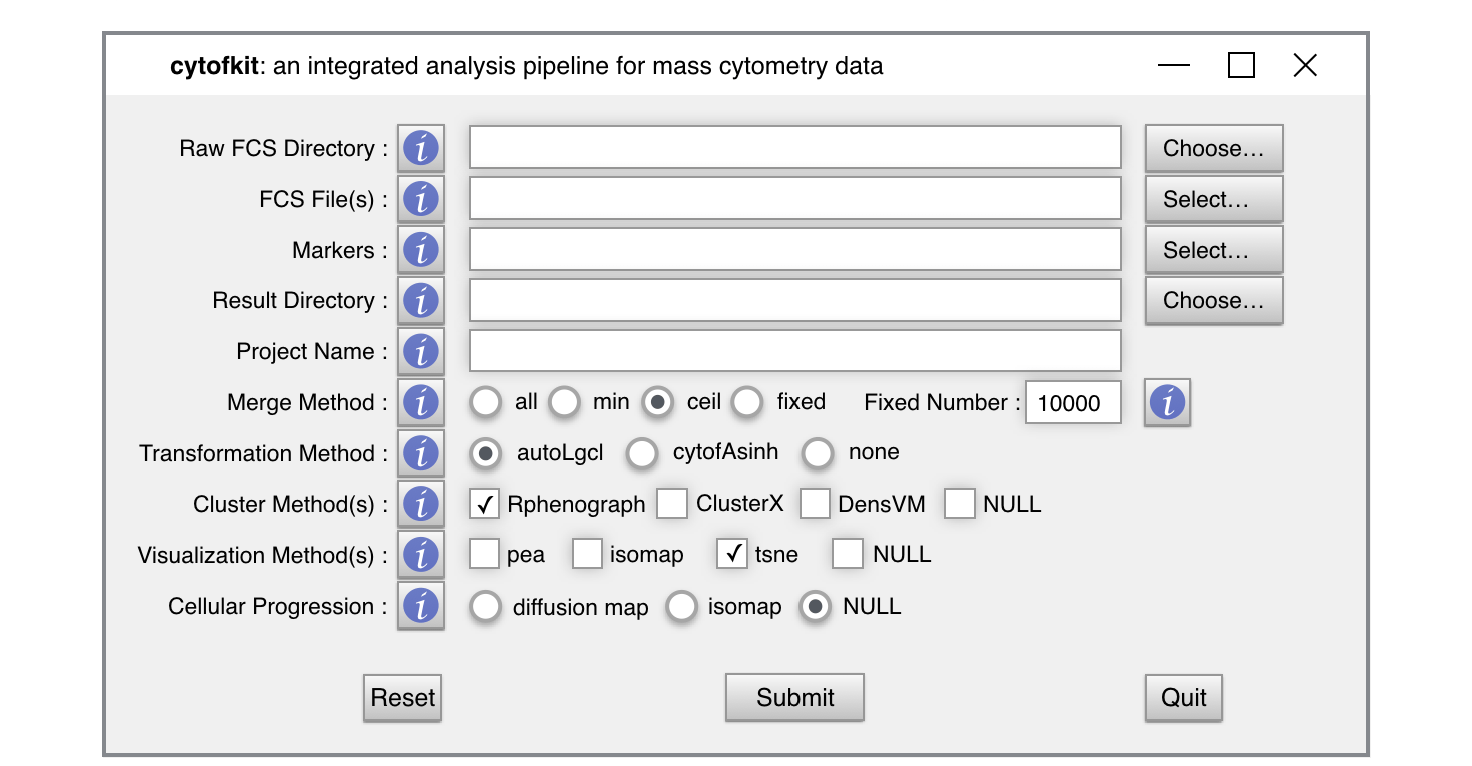 cytofkit: an integrated analysis pipeline for mass cytometry data
Raw FCS Directory : i Choose...
FCS File(s) : i Select...
Markers : i Select...
Result Directory : i Choose...
Project Name : i
Merge Method : i all min ceil fixed Fixed Number : 10000 i
Transformation Method : i autoLgcl cytofAsinh none
Cluster Method(s) : i Rphenograph ClusterX DensVM NULL
Visualization Method(s) : i pea isomap tsne NULL
Cellular Progression : i diffusion map isomap NULL
Reset Submit Quit